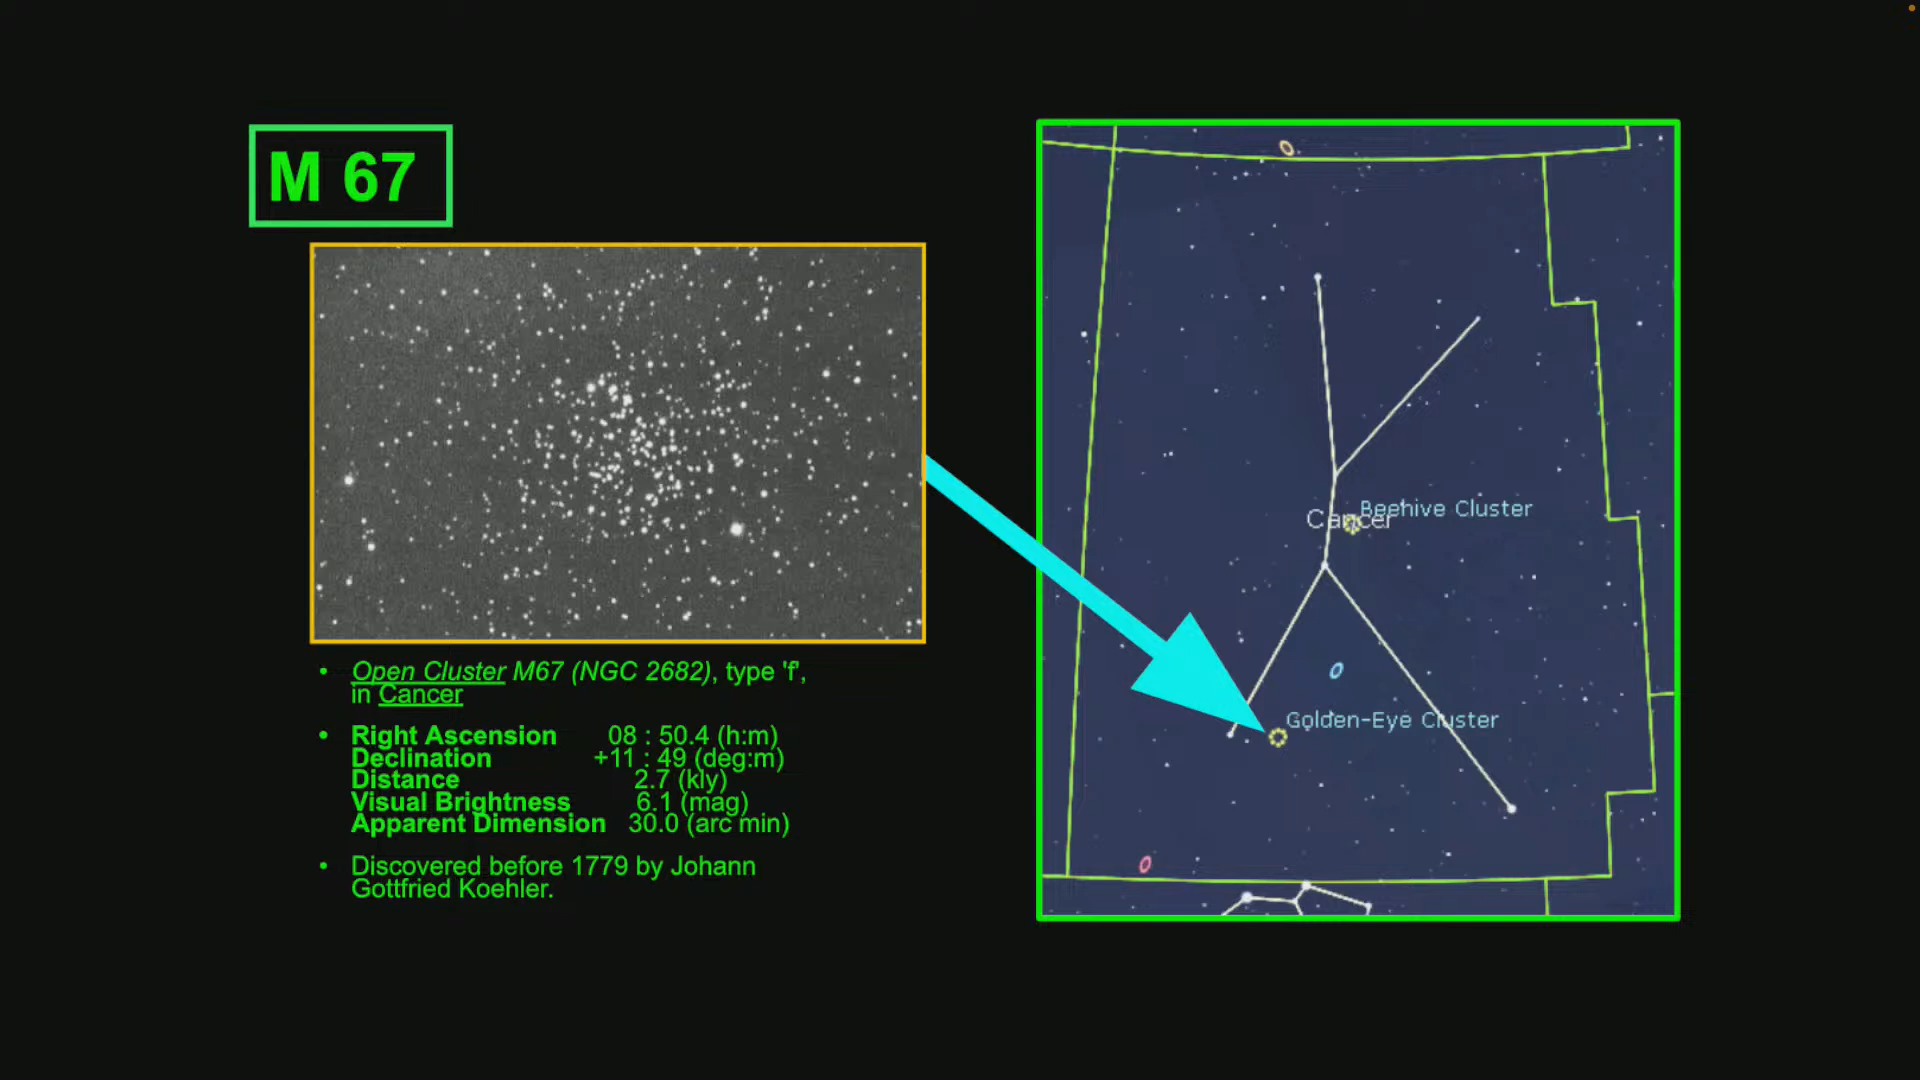 M 67
• Open Cluster M67 (NGC 2682), type 'f',
in Cancer
• Right Ascension 08 : 50.4 (h:m)
Declination +11 : 49 (deg:m)
Distance 2.7 (kly)
Visual Brightness 6.1 (mag)
Apparent Dimension 30.0 (arc min)
• Discovered before 1779 by Johann
Gottfried Koehler.
Beehive Cluster
Cancer
Golden-Eye Cluster